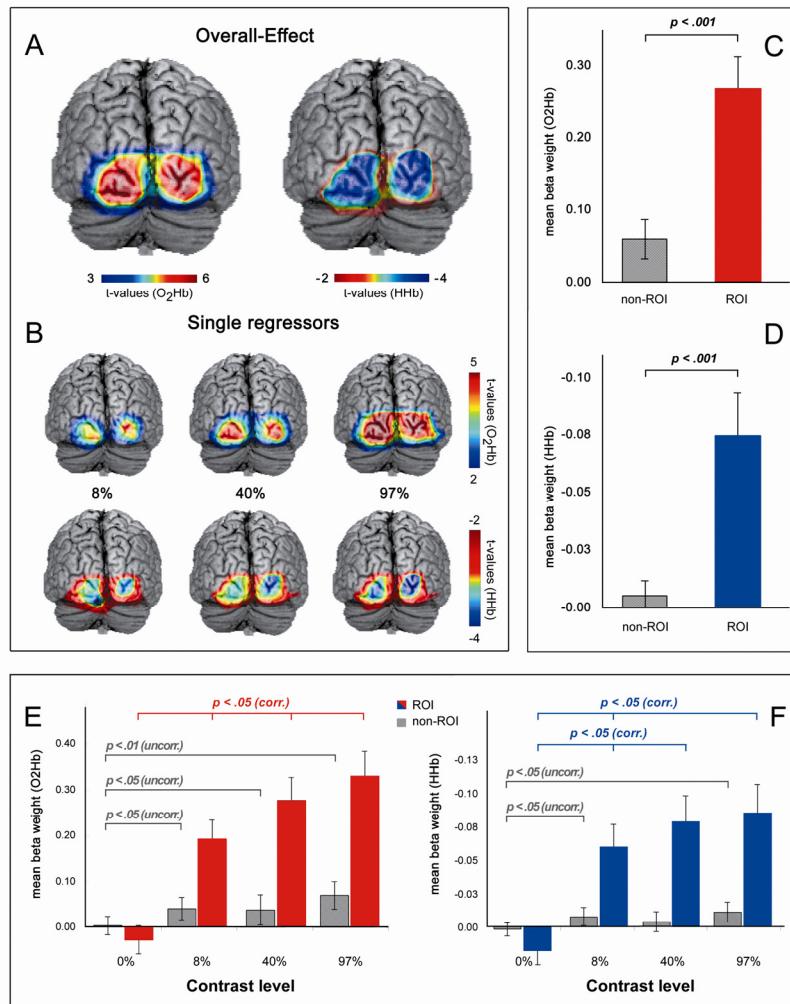 A
Overall-Effect
3 6
t-values (O2Hb)
-2 -4
t-values (HHb)
B
Single regressors
5
t-values (O2Hb)
2
8% 40% 97%
-2
t-values (HHb)
-4
C
p < .001
mean beta weight (O2Hb)
0.30
0.20
0.10
0.00
non-ROI ROI
D
p < .001
mean beta weight (HHb)
-0.10
-0.08
-0.05
-0.03
-0.00
non-ROI ROI
E
p < .05 (corr.)
ROI
non-ROI
p < .01 (uncorr.)
p < .05 (uncorr.)
p < .05 (uncorr.)
mean beta weight (O2Hb)
0.40
0.30
0.20
0.10
0.00
0% 8% 40% 97%
Contrast level
F
p < .05 (corr.)
p < .05 (corr.)
p < .05 (uncorr.)
p < .05 (uncorr.)
mean beta weight (HHb)
-0.13
-0.10
-0.08
-0.05
-0.03
0.00
0% 8% 40% 97%
Contrast level